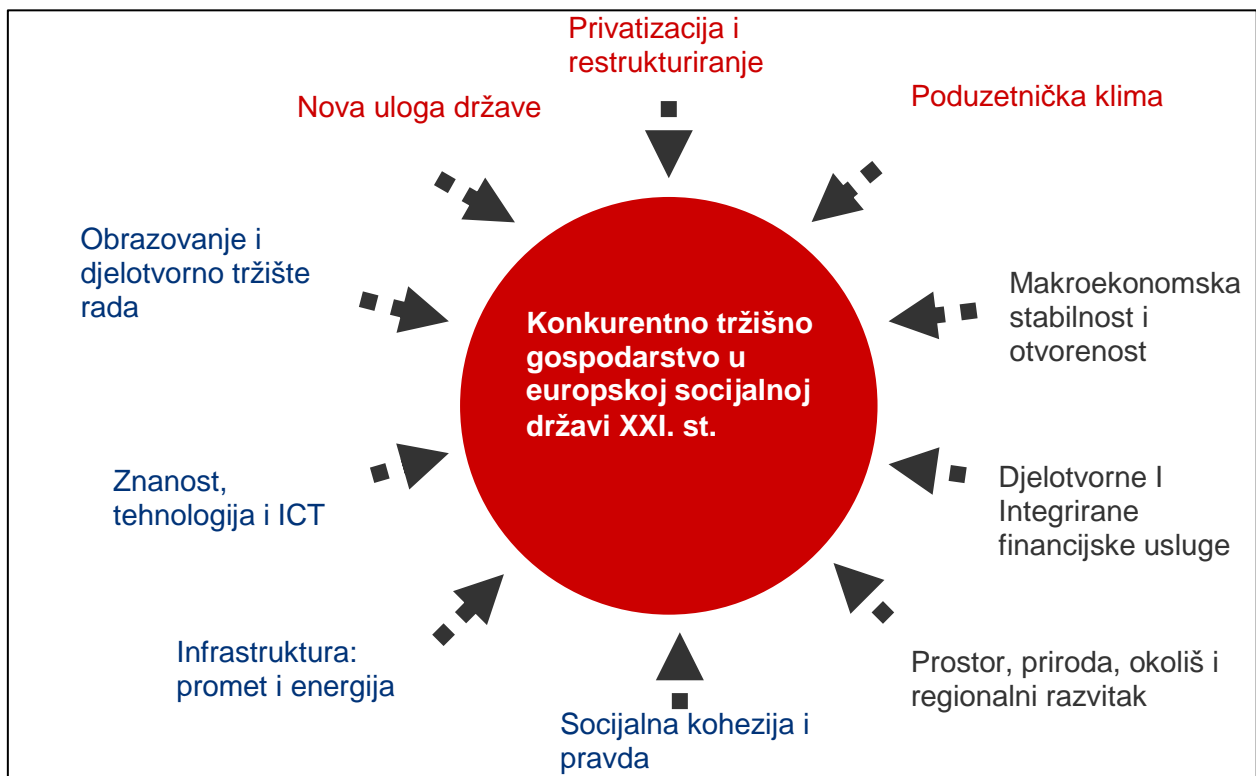 Privatizacija i
restrukturiranje
Nova uloga države
Poduzetnička klima
Obrazovanje i
djelotvorno tržište
rada
Makroekonomska
stabilnost i
otvorenost
Konkurentno tržišno
gospodarstvo u
europskoj socijalnoj
državi XXI. st.
Znanost,
tehnologija i ICT
Djelotvorne I
Integrirane
financijske usluge
Infrastruktura:
promet i energija
Prostor, priroda, okoliš i
regionalni razvitak
Socijalna kohezija i
pravda